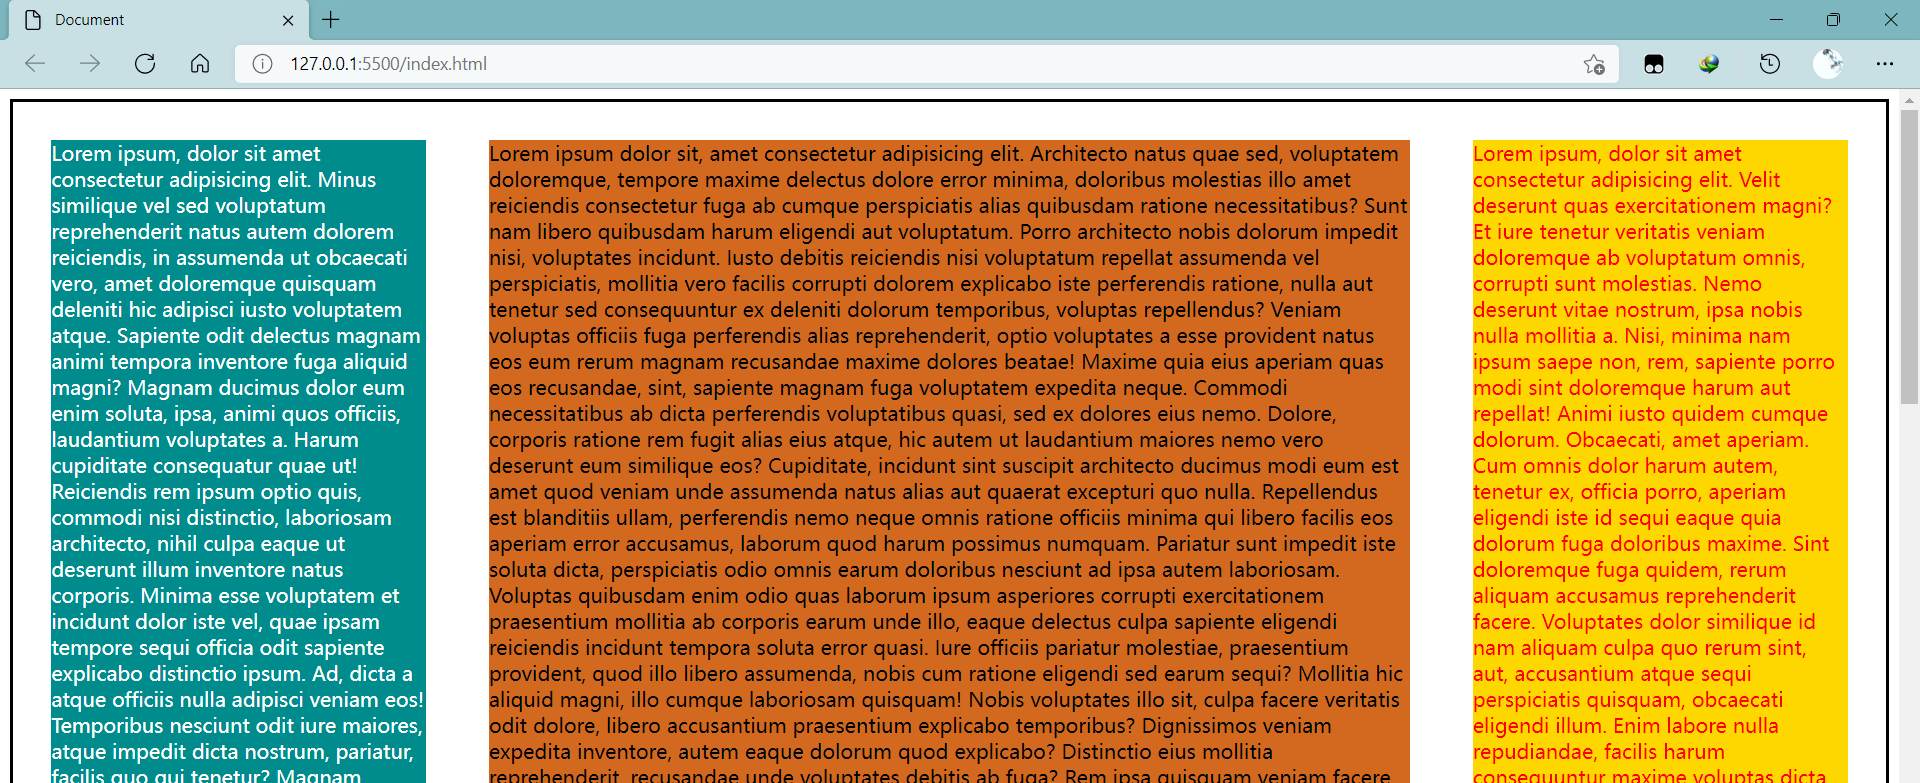 Document
127.0.0.1:5500/index.html
Lorem ipsum, dolor sit amet
consectetur adipisicing elit. Minus
similique vel sed voluptatum
reprehenderit natus autem dolorem
reiciendis, in assumenda ut obcaecati
vero, amet doloremque quisquam
deleniti hic adipisci iusto voluptatem
atque. Sapiente odit delectus magnam
animi tempora inventore fuga aliquid
magni? Magnam ducimus dolor eum
enim soluta, ipsa, animi quos officiis,
laudantium voluptates a. Harum
cupiditate consequatur quae ut!
Reiciendis rem ipsum optio quis,
commodi nisi distinctio, laboriosam
architecto, nihil culpa eaque ut
deserunt illum inventore natus
corporis. Minima esse voluptatem et
incidunt dolor iste vel, quae ipsam
tempore sequi officia odit sapiente
explicabo distinctio ipsum. Ad, dicta a
atque officiis nulla adipisci veniam eos!
Temporibus nesciunt odit iure maiores,
atque impedit dicta nostrum, pariatur,
facilis quo qui tenetur? Magnam
Lorem ipsum dolor sit, amet consectetur adipisicing elit. Architecto natus quae sed, voluptatem
doloremque, tempore maxime delectus dolore error minima, doloribus molestias illo amet
reiciendis consectetur fuga ab cumque perspiciatis alias quibusdam ratione necessitatibus? Sunt
nam libero quibusdam harum eligendi aut voluptatum. Porro architecto nobis dolorum impedit
nisi, voluptates incidunt. Iusto debitis reiciendis nisi voluptatum repellat assumenda vel
perspiciatis, mollitia vero facilis corrupti dolorem explicabo iste perferendis ratione, nulla aut
tenetur sed consequuntur ex deleniti dolorum temporibus, voluptas repellendus? Veniam
voluptas officiis fuga perferendis alias reprehenderit, optio voluptates a esse provident natus
eos eum rerum magnam recusandae maxime dolores beatae! Maxime quia eius aperiam quas
eos recusandae, sint, sapiente magnam fuga voluptatem expedita neque. Commodi
necessitatibus ab dicta perferendis voluptatibus quasi, sed ex dolores eius nemo. Dolore,
corporis ratione rem fugit alias eius atque, hic autem ut laudantium maiores nemo vero
deserunt eum similique eos? Cupiditate, incidunt sint suscipit architecto ducimus modi eum est
amet quod veniam unde assumenda natus alias aut quaerat excepturi quo nulla. Repellendus
est blanditiis ullam, perferendis nemo neque omnis ratione officiis minima qui libero facilis eos
aperiam error accusamus, laborum quod harum possimus numquam. Pariatur sunt impedit iste
soluta dicta, perspiciatis odio omnis earum doloribus nesciunt ad ipsa autem laboriosam.
Voluptas quibusdam enim odio quas laborum ipsum asperiores corrupti exercitationem
praesentium mollitia ab corporis earum unde illo, eaque delectus culpa sapiente eligendi
reiciendis incidunt tempora soluta error quasi. Iure officiis pariatur molestiae, praesentium
provident, quod illo libero assumenda, nobis cum ratione eligendi sed earum sequi? Mollitia hic
aliquid magni, illo cumque laboriosam quisquam! Nobis voluptates illo sit, culpa facere veritatis
odit dolore, libero accusantium praesentium explicabo temporibus? Dignissimos veniam
expedita inventore, autem eaque dolorum quod explicabo? Distinctio eius mollitia
reprehenderit, recusandae unde voluptates debitis ab fuga? Rem ipsa quisquam veniam facere
Lorem ipsum, dolor sit amet
consectetur adipisicing elit. Velit
deserunt quas exercitationem magni?
Et iure tenetur veritatis veniam
doloremque ab voluptatum omnis,
corrupti sunt molestias. Nemo
deserunt vitae nostrum, ipsa nobis
nulla mollitia a. Nisi, minima nam
ipsum saepe non, rem, sapiente porro
modi sint doloremque harum aut
repellat! Animi iusto quidem cumque
dolorum. Obcaecati, amet aperiam.
Cum omnis dolor harum autem,
tenetur ex, officia porro, aperiam
eligendi iste id sequi eaque quia
dolorum fuga doloribus maxime. Sint
doloremque fuga quidem, rerum
aliquam accusamus reprehenderit
facere. Voluptates dolor similique id
nam aliquam culpa quo rerum sint,
aut, accusantium atque sequi
perspiciatis quisquam, obcaecati
eligendi illum. Enim labore nulla
repudiandae, facilis harum
consequuntur maxime voluptas dicta